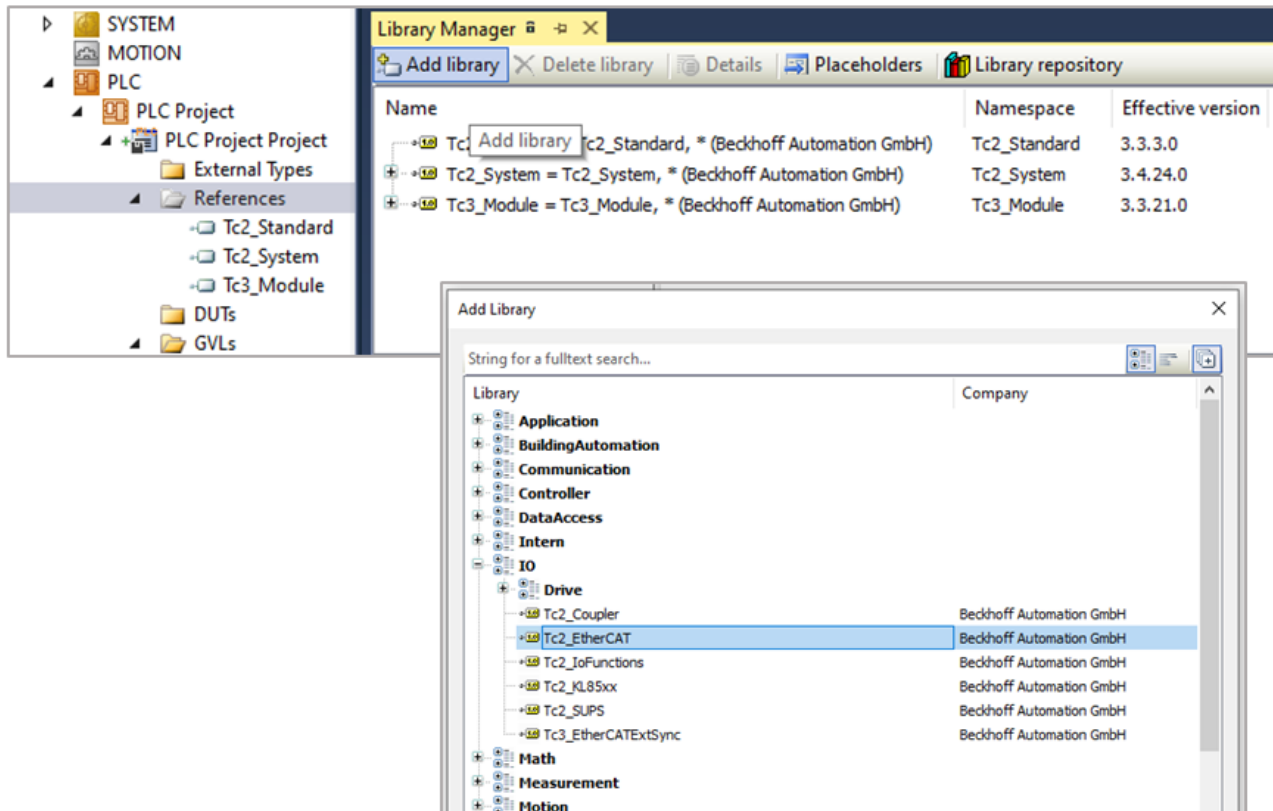 SYSTEM
MOTION
PLC
PLC Project
PLC Project Project
External Types
References
Tc2_Standard
Tc2_System
Tc3_Module
DUTs
GVLs
Library Manager
Add library Delete library Details Placeholders Library repository
Name Namespace Effective version
Add library c2_Standard, * (Beckhoff Automation GmbH) Tc2_Standard 3.3.3.0
Tc2_System = Tc2_System, * (Beckhoff Automation GmbH) Tc2_System 3.4.24.0
Tc3_Module = Tc3_Module, * (Beckhoff Automation GmbH) Tc3_Module 3.3.21.0
Add Library
String for a fulltext search...
Library Company
Application
BuildingAutomation
Communication
Controller
DataAccess
Intern
IO
Drive
Tc2_Coupler Beckhoff Automation GmbH
Tc2_EtherCAT Beckhoff Automation GmbH
Tc2_IoFunctions Beckhoff Automation GmbH
Tc2_KL85xx Beckhoff Automation GmbH
Tc2_SUPS Beckhoff Automation GmbH
Tc3_EtherCATExtSync Beckhoff Automation GmbH
Math
Measurement
Motion